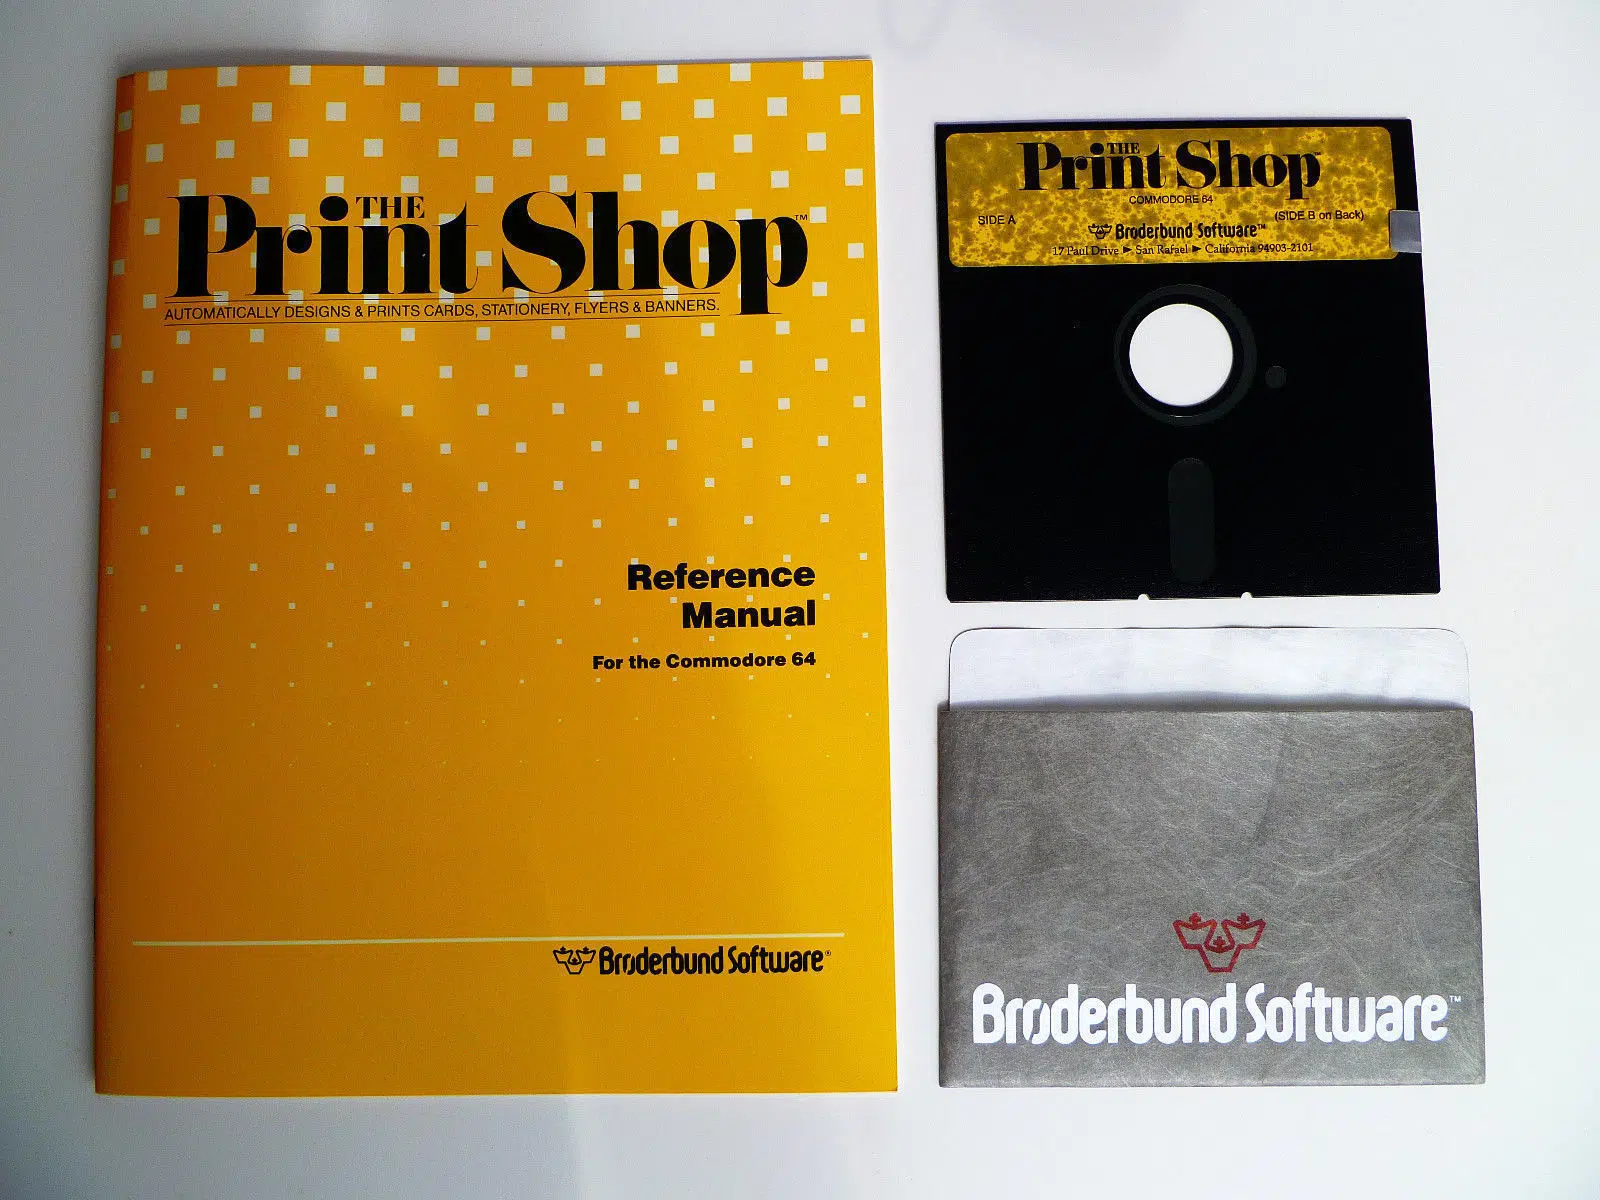 THE
Print Shop™
AUTOMATICALLY DESIGNS & PRINTS CARDS, STATIONERY, FLYERS & BANNERS.
Reference
Manual
For the Commodore 64
Brøderbund Software®
THE
Print Shop™
COMMODORE 64
SIDE A
(SIDE B on Back)
Brøderbund Software™
17 Paul Drive ► San Rafael ► California 94903-2101
Brøderbund Software™